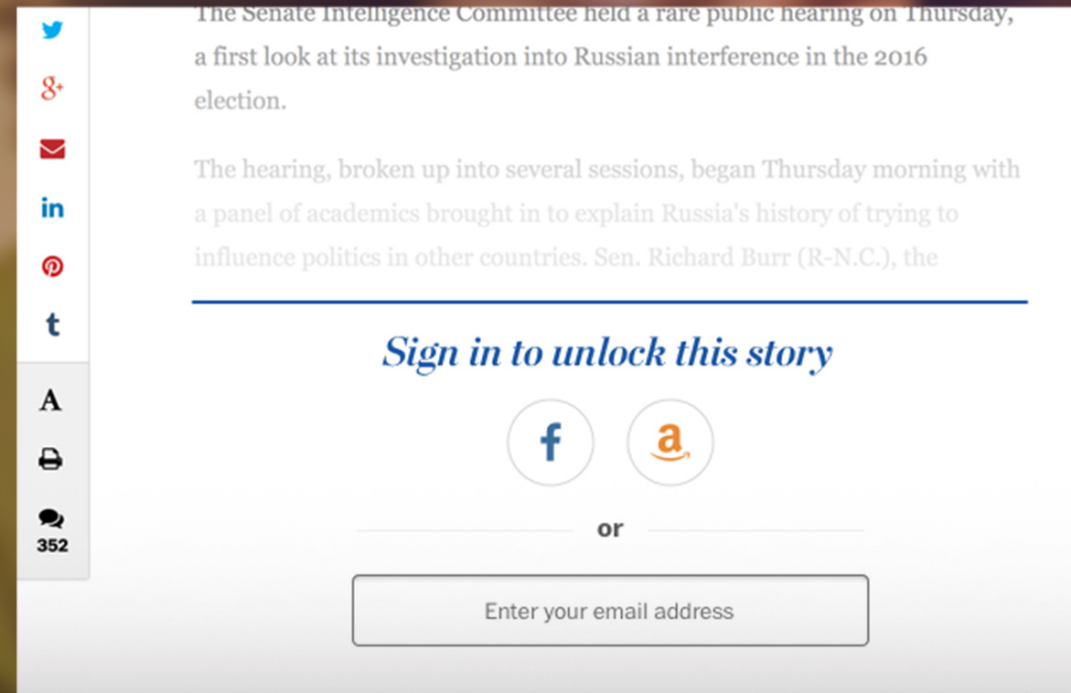 The Senate Intelligence Committee held a rare public hearing on Thursday,
a first look at its investigation into Russian interference in the 2016
election.
The hearing, broken up into several sessions, began Thursday morning with
a panel of academics brought in to explain Russia's history of trying to
influence politics in other countries. Sen. Richard Burr (R-N.C.), the
Sign in to unlock this story
f
a
or
Enter your email address
g+
in
p
t
A
352